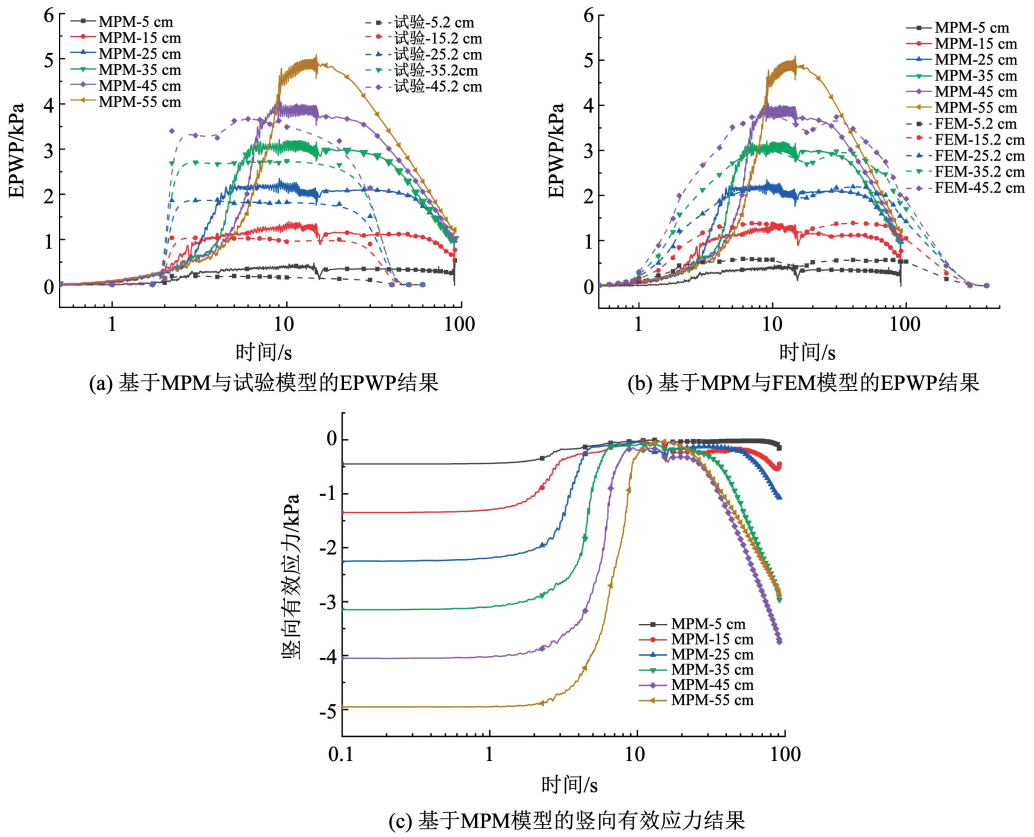 EPWP/kPa
6
5
4
3
2
1
0
MPM-5 cm
MPM-15 cm
MPM-25 cm
MPM-35 cm
MPM-45 cm
MPM-55 cm
试验-5.2 cm
试验-15.2 cm
试验-25.2 cm
试验-35.2cm
试验-45.2 cm
1 10 100
时间/s
(a) 基于MPM与试验模型的EPWP结果
EPWP/kPa
6
5
4
3
2
1
0
MPM-5 cm
MPM-15 cm
MPM-25 cm
MPM-35 cm
MPM-45 cm
MPM-55 cm
FEM-5.2 cm
FEM-15.2 cm
FEM-25.2 cm
FEM-35.2 cm
FEM-45.2 cm
1 10 100
时间/s
(b) 基于MPM与FEM模型的EPWP结果
竖向有效应力/kPa
0
-1
-2
-3
-4
-5
MPM-5 cm
MPM-15 cm
MPM-25 cm
MPM-35 cm
MPM-45 cm
MPM-55 cm
0.1 1 10 100
时间/s
(c) 基于MPM模型的竖向有效应力结果